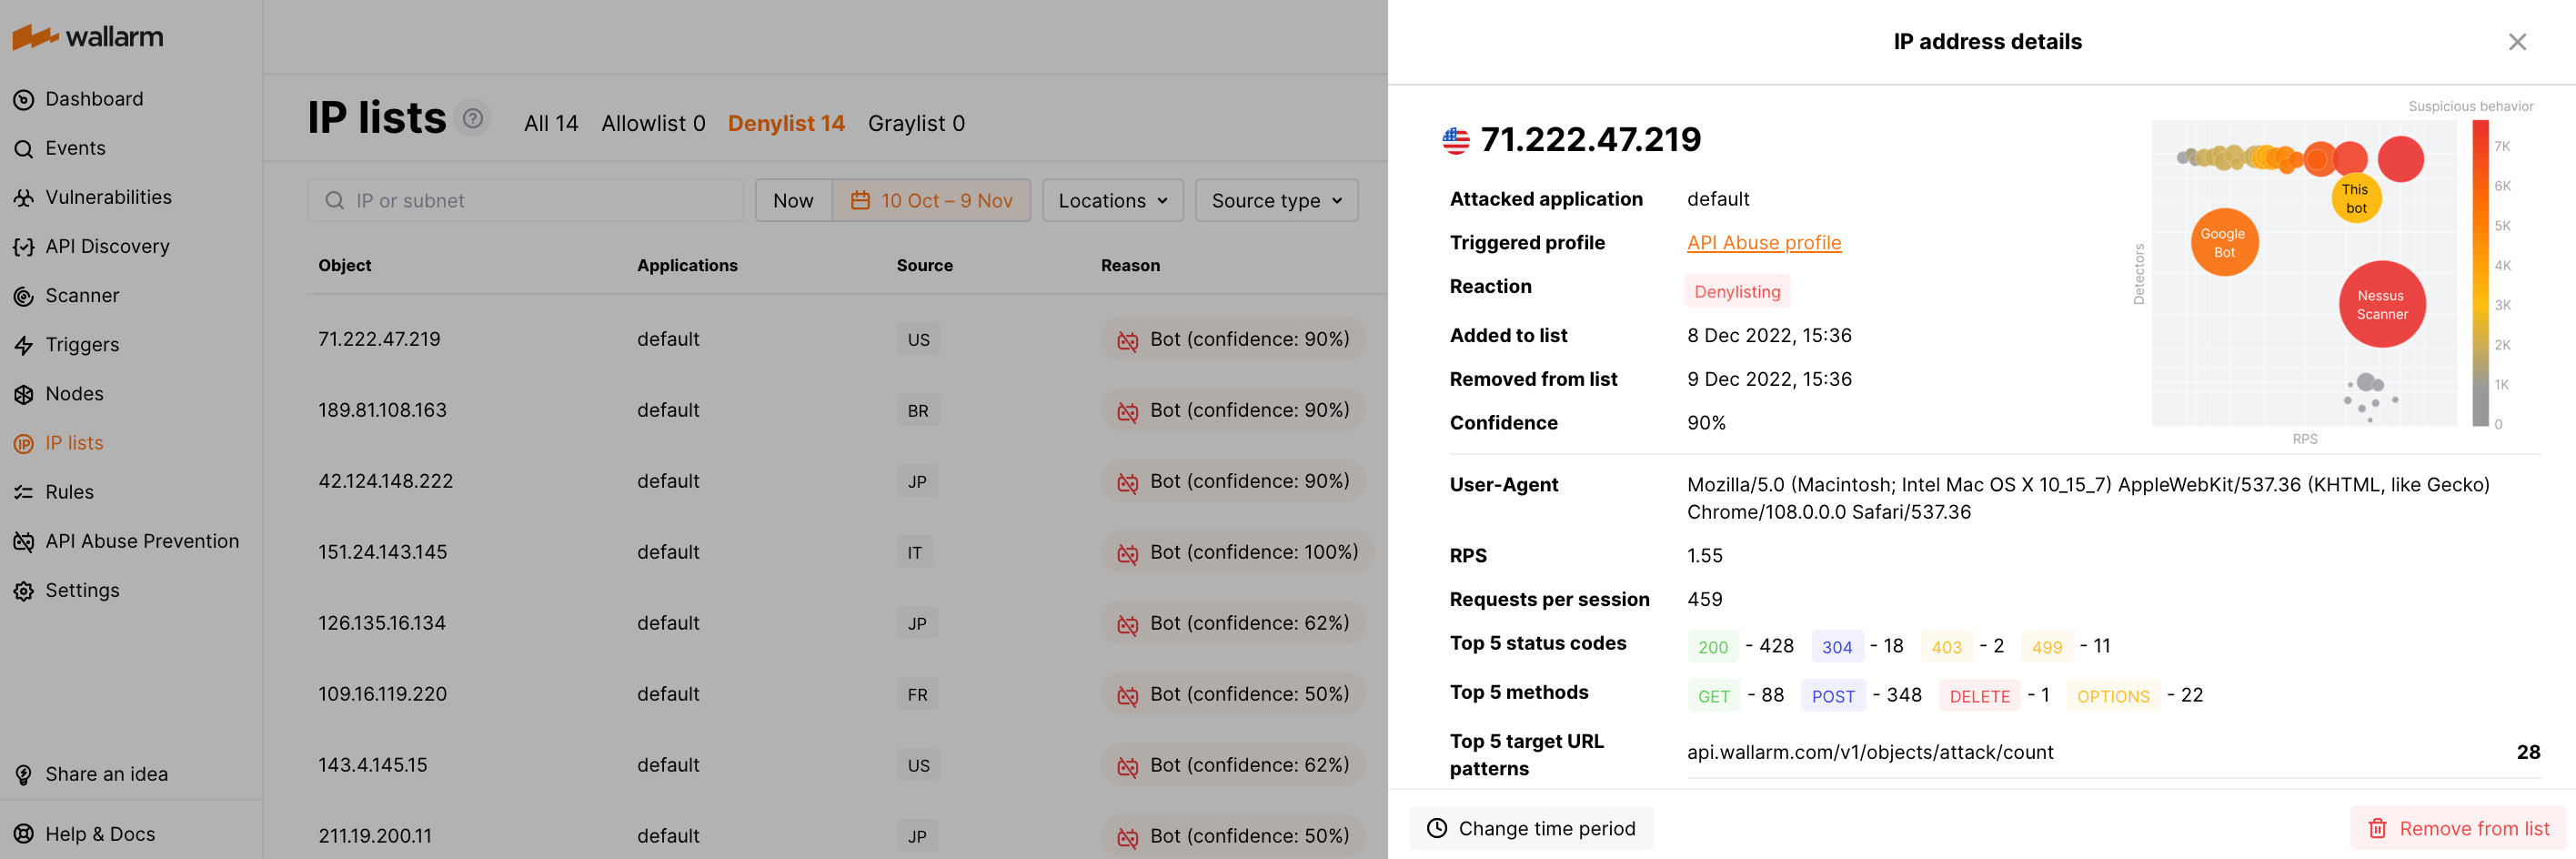 wallarm
Dashboard
Events
Vulnerabilities
API Discovery
Scanner
Triggers
Nodes
IP lists
Rules
API Abuse Prevention
Settings
Share an idea
Help & Docs
IP lists ? All 14 Allowlist 0 Denylist 14 Graylist 0
IP or subnet Now 10 Oct – 9 Nov Locations Source type
Object Applications Source Reason
71.222.47.219 default US Bot (confidence: 90%)
189.81.108.163 default BR Bot (confidence: 90%)
42.124.148.222 default JP Bot (confidence: 90%)
151.24.143.145 default IT Bot (confidence: 100%)
126.135.16.134 default JP Bot (confidence: 62%)
109.16.119.220 default FR Bot (confidence: 50%)
143.4.145.15 default US Bot (confidence: 62%)
211.19.200.11 default JP Bot (confidence: 50%)
IP address details
71.222.47.219
Attacked application default
Triggered profile API Abuse profile
Reaction Denylisting
Added to list 8 Dec 2022, 15:36
Removed from list 9 Dec 2022, 15:36
Confidence 90%
Suspicious behavior
7K
6K
5K
4K
3K
2K
1K
0
This
bot
Google
Bot
Nessus
Scanner
Detectors
RPS
User-Agent Mozilla/5.0 (Macintosh; Intel Mac OS X 10_15_7) AppleWebKit/537.36 (KHTML, like Gecko)
Chrome/108.0.0.0 Safari/537.36
RPS 1.55
Requests per session 459
Top 5 status codes 200 - 428 304 - 18 403 - 2 499 - 11
Top 5 methods GET - 88 POST - 348 DELETE - 1 OPTIONS - 22
Top 5 target URL
patterns
api.wallarm.com/v1/objects/attack/count 28
Change time period Remove from list